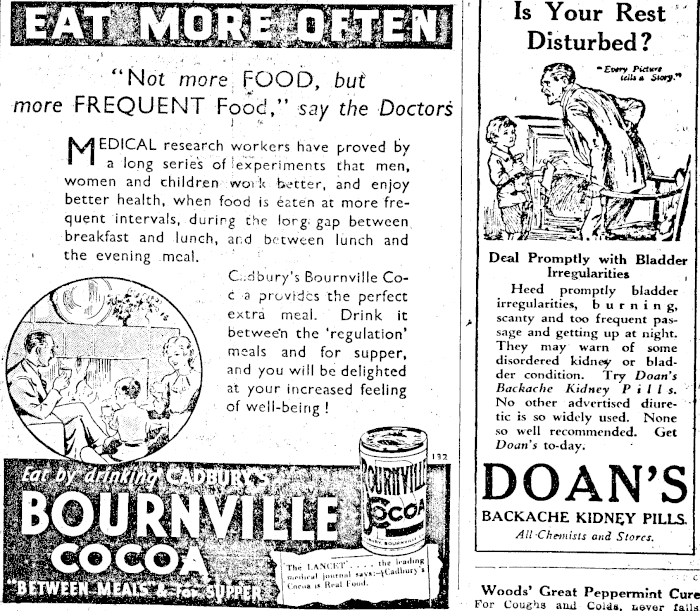 EAT MORE OFTEN
"Not more FOOD, but
more FREQUENT Food," say the Doctors
MEDICAL research workers have proved by
a long series of experiments that men,
women and children work better, and enjoy
better health, when food is eaten at more fre-
quent intervals, during the long gap between
breakfast and lunch, and between lunch and
the evening meal.
Cadbury's Bournville Co-
coa provides the perfect
extra meal. Drink it
between the 'regulation'
meals and for supper,
and you will be delighted
at your increased feeling
of well-being!
132
Eat by drinking CADBURY'S
BOURNVILLE
COCOA
"BETWEEN MEALS" & for SUPPER
BOURNVILLE
COCOA
The LANCET . . . . the leading
medical journal says:—"Cadbury's
Cocoa is Real Food.
Is Your Rest
Disturbed?
"Every Picture
tells a Story."
Deal Promptly with Bladder
Irregularities
Heed promptly bladder
irregularities, burning,
scanty and too frequent pas-
sage and getting up at night.
They may warn of some
disordered kidney or blad-
der condition. Try Doan's
Backache Kidney Pills.
No other advertised diure-
tic is so widely used. None
so well recommended. Get
Doan's to-day.
DOAN'S
BACKACHE KIDNEY PILLS.
All Chemists and Stores.
Woods' Great Peppermint Cure
For Coughs and Colds, never fails